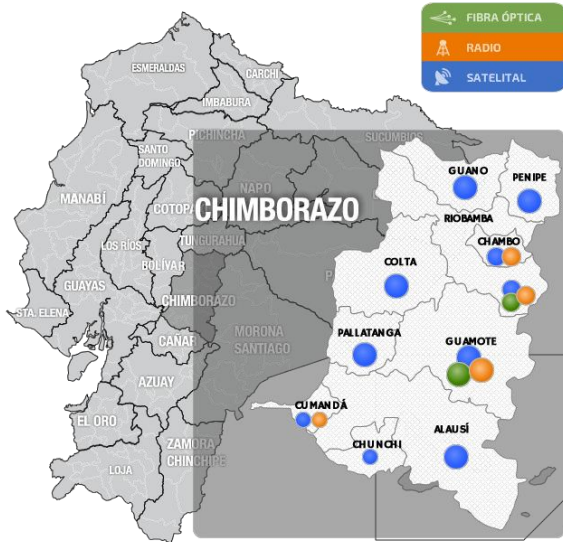 FIBRA ÓPTICA
RADIO
SATELITAL
ESMERALDAS
CARCHI
IMBABURA
PICHINCHA
SUCUMBIOS
SANTO
DOMINGO
MANABÍ
COTOPA
NAPO
CHIMBORAZO
LOS RÍOS
TUNGURAHUA
BOLÍVAR
GUAYAS
STA. ELENA
CHIMBORAZO
CAÑAR
MORONA
SANTIAGO
AZUAY
EL ORO
LOJA
ZAMORA
CHINCHIPE
GUANO
PENIPE
RIOBAMBA
CHAMBO
COLTA
PALLATANGA
GUAMOTE
CUMANDÁ
CHUNCHI
ALAUSÍ